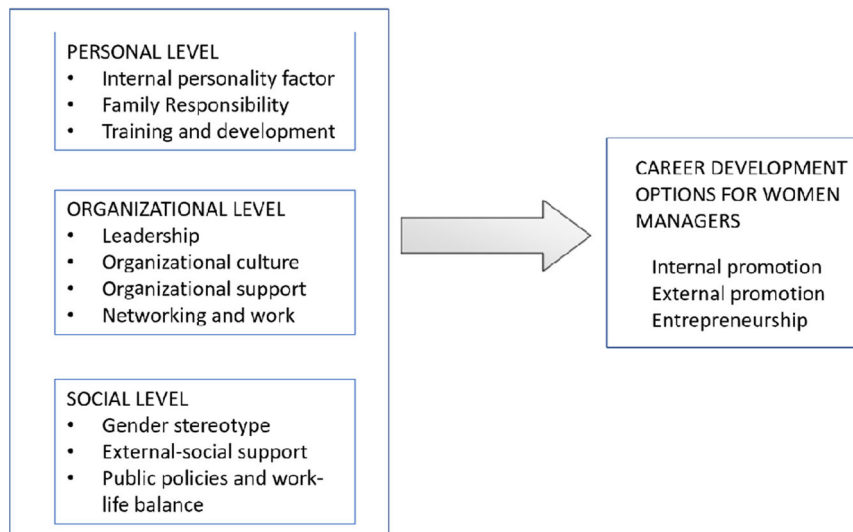 PERSONAL LEVEL
• Internal personality factor
• Family Responsibility
• Training and development
ORGANIZATIONAL LEVEL
• Leadership
• Organizational culture
• Organizational support
• Networking and work
SOCIAL LEVEL
• Gender stereotype
• External-social support
• Public policies and work-
life balance
CAREER DEVELOPMENT
OPTIONS FOR WOMEN
MANAGERS
Internal promotion
External promotion
Entrepreneurship